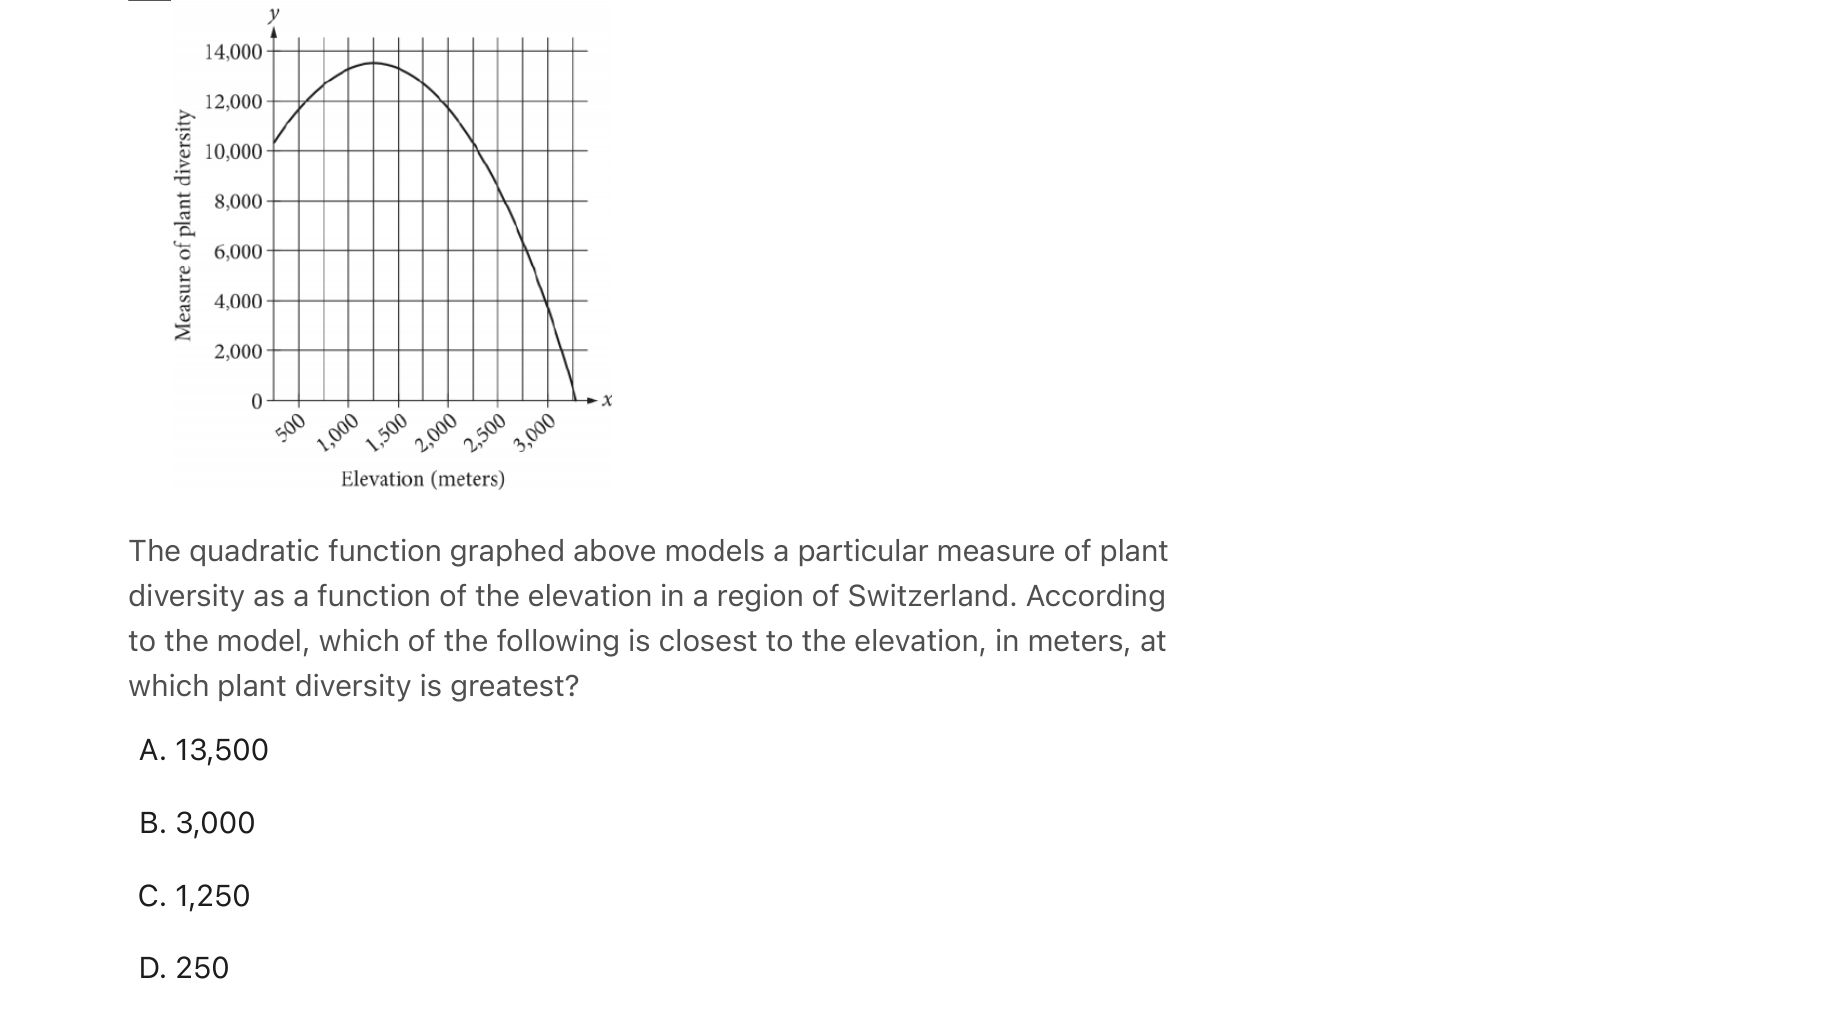 y
14,000
12,000
10,000
8,000
6,000
4,000
2,000
0
Measure of plant diversity
x
500
1,000
1,500
2,000
2,500
3,000
Elevation (meters)
The quadratic function graphed above models a particular measure of plant
diversity as a function of the elevation in a region of Switzerland. According
to the model, which of the following is closest to the elevation, in meters, at
which plant diversity is greatest?
A. 13,500
B. 3,000
C. 1,250
D. 250